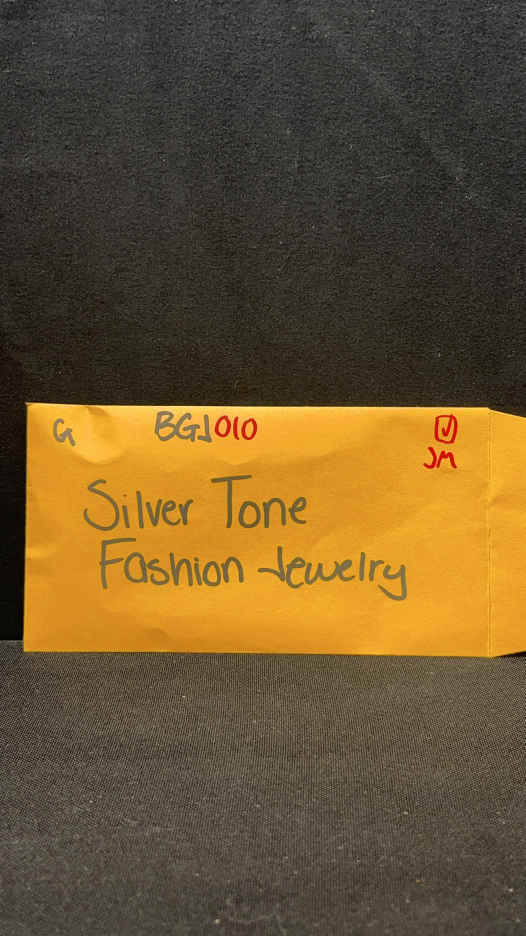 G BGJ010 ☑
JM
Silver Tone
Fashion Jewelry